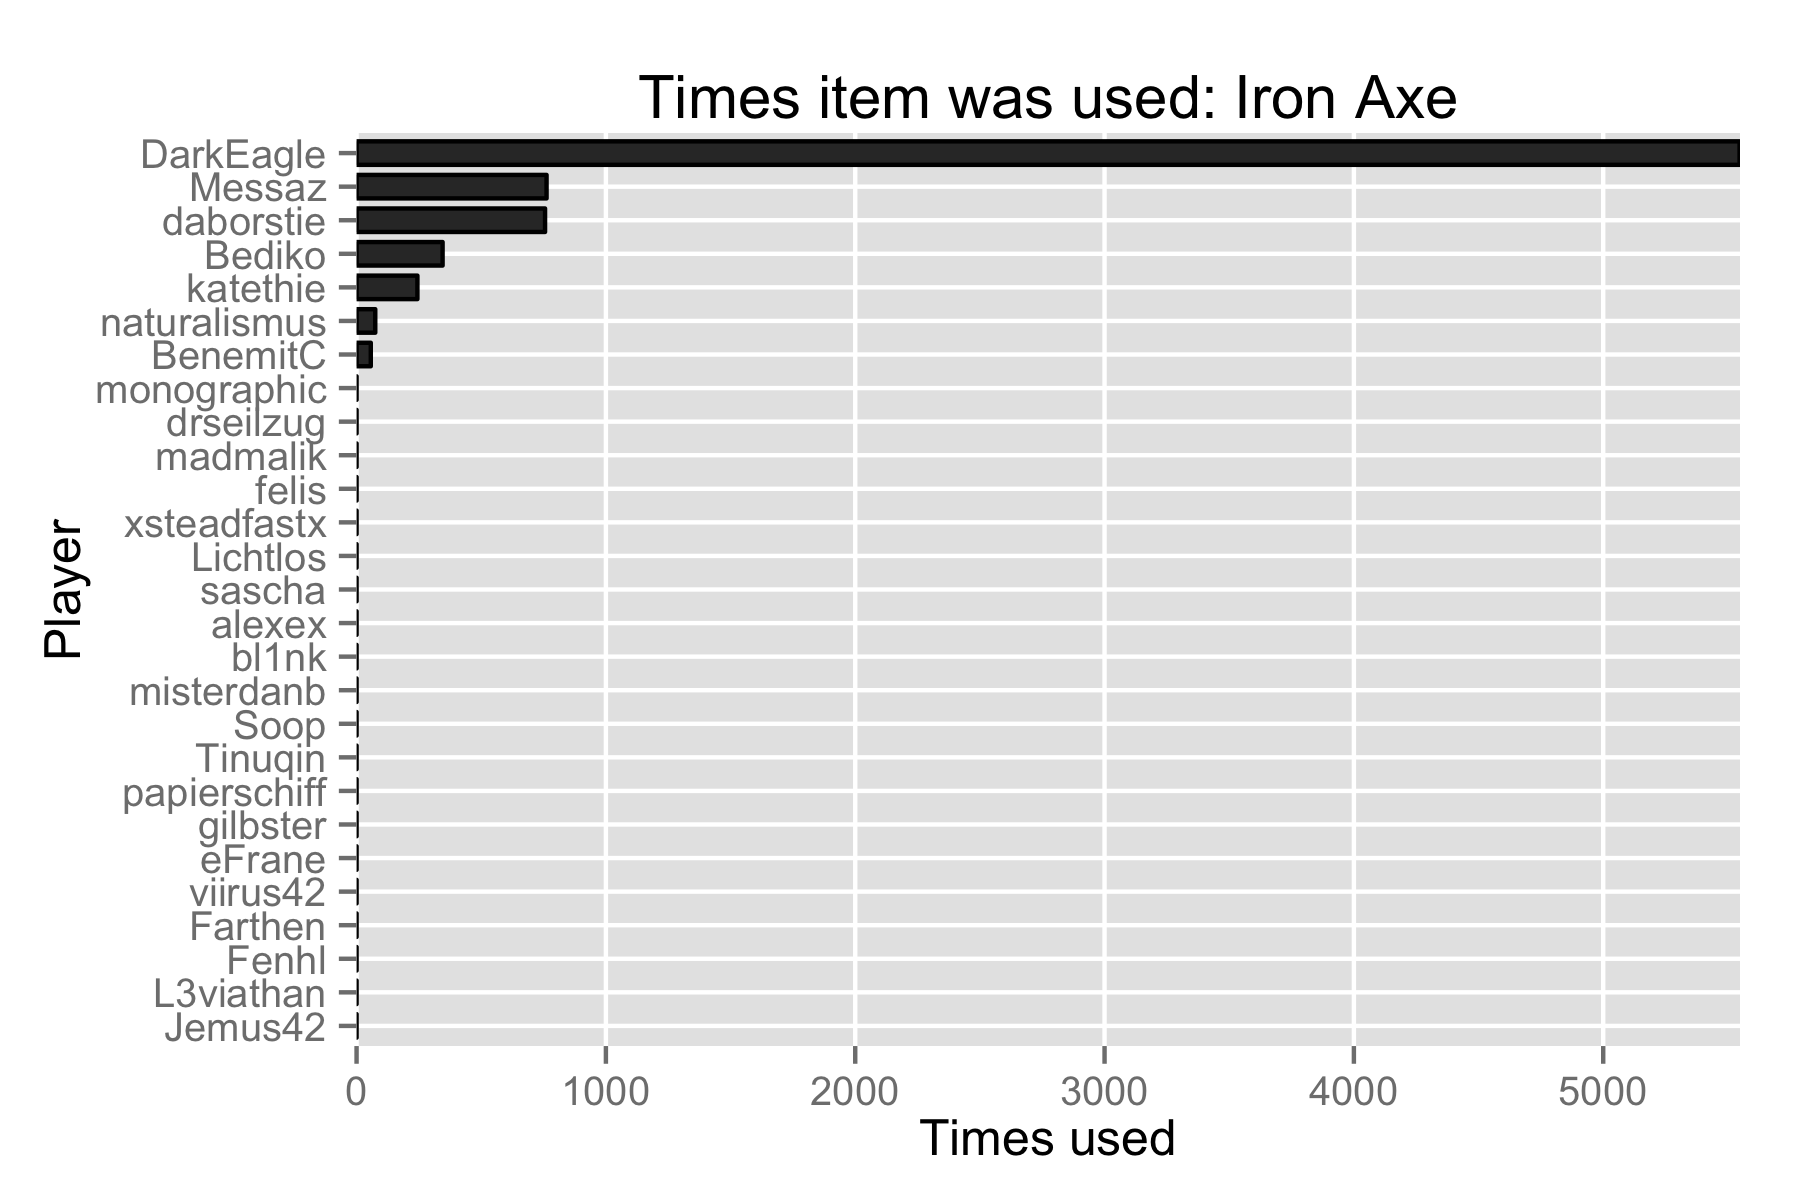 Times item was used: Iron Axe
DarkEagle
Messaz
daborstie
Bediko
katethie
naturalismus
BenemitC
monographic
drseilzug
madmalik
felis
xsteadfastx
Lichtlos
sascha
alexex
bl1nk
misterdanb
Soop
Tinuqin
papierschiff
gilbster
eFrane
viirus42
Farthen
Fenhl
L3viathan
Jemus42
Player
0 1000 2000 3000 4000 5000
Times used